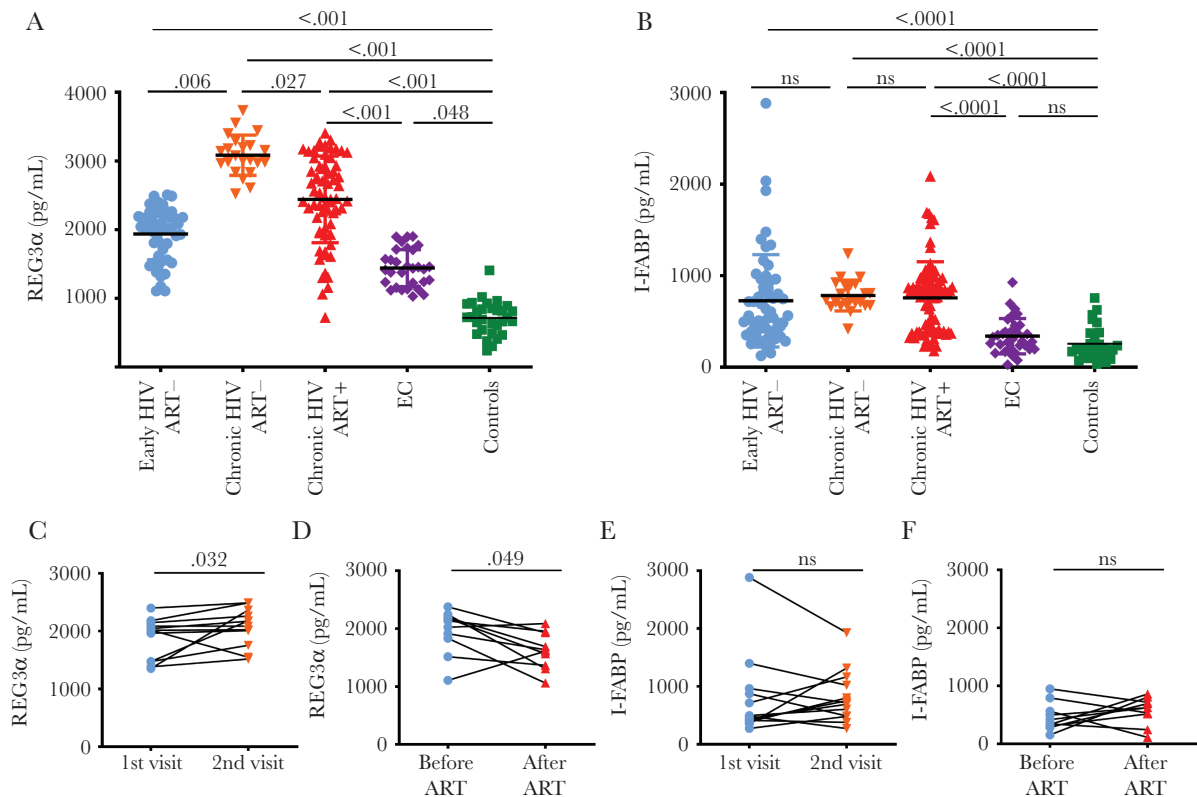 A
<.001
<.001
.006
.027
<.001
<.001
.048
REG3α (pg/mL)
4000
3000
2000
1000
Early HIV
ART–
Chronic HIV
ART–
Chronic HIV
ART+
EC
Controls
B
<.0001
<.0001
ns
ns
<.0001
<.0001
ns
I-FABP (pg/mL)
3000
2000
1000
0
Early HIV
ART–
Chronic HIV
ART–
Chronic HIV
ART+
EC
Controls
C
.032
REG3α (pg/mL)
3000
2000
1000
0
1st visit
2nd visit
D
.049
REG3α (pg/mL)
3000
2000
1000
0
Before
ART
After
ART
E
ns
I-FABP (pg/mL)
3000
2000
1000
0
1st visit
2nd visit
F
ns
I-FABP (pg/mL)
3000
2000
1000
0
Before
ART
After
ART